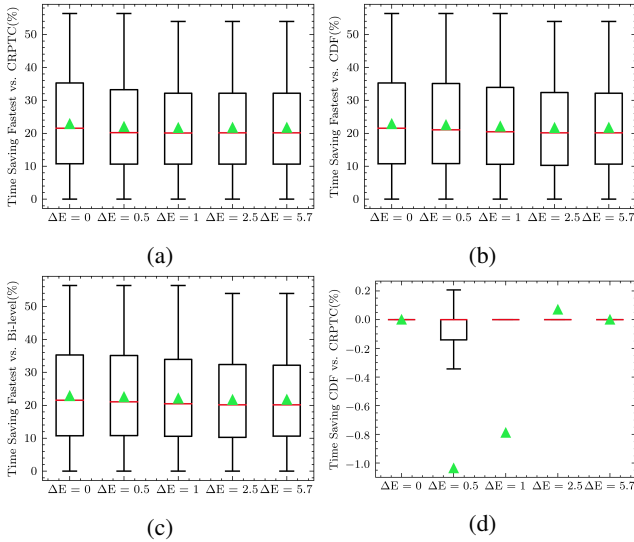 Time Saving Fastest vs. CRPTC(%)
50
40
30
20
10
0
ΔE = 0 ΔE = 0.5 ΔE = 1 ΔE = 2.5 ΔE = 5.7
(a)
Time Saving Fastest vs. CDF(%)
50
40
30
20
10
0
ΔE = 0 ΔE = 0.5 ΔE = 1 ΔE = 2.5 ΔE = 5.7
(b)
Time Saving Fastest vs. Bi-level(%)
50
40
30
20
10
0
ΔE = 0 ΔE = 0.5 ΔE = 1 ΔE = 2.5 ΔE = 5.7
(c)
Time Saving CDF vs. CRPTC(%)
0.2
0.0
−0.2
−0.4
−0.6
−0.8
−1.0
ΔE = 0 ΔE = 0.5 ΔE = 1 ΔE = 2.5 ΔE = 5.7
(d)